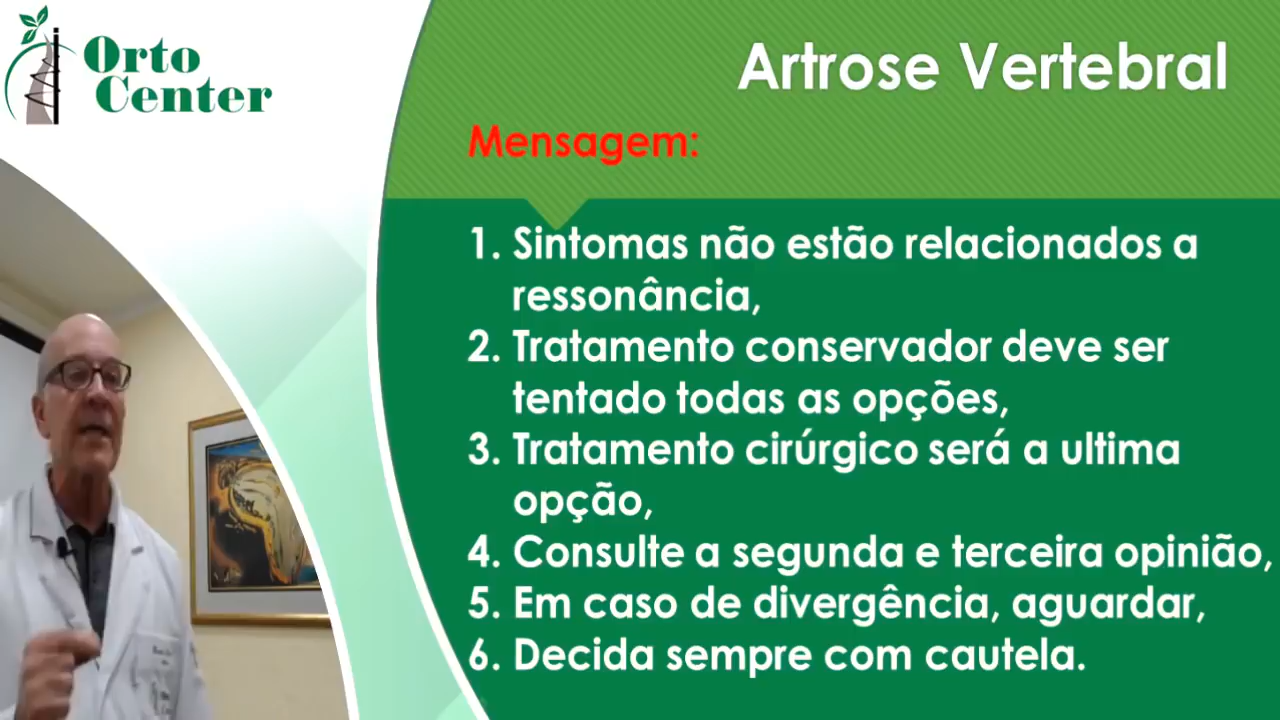 Orto
Center
Artrose Vertebral
Mensagem:
1. Sintomas não estão relacionados a
ressonância,
2. Tratamento conservador deve ser
tentado todas as opções,
3. Tratamento cirúrgico será a ultima
opção,
4. Consulte a segunda e terceira opinião,
5. Em caso de divergência, aguardar,
6. Decida sempre com cautela.